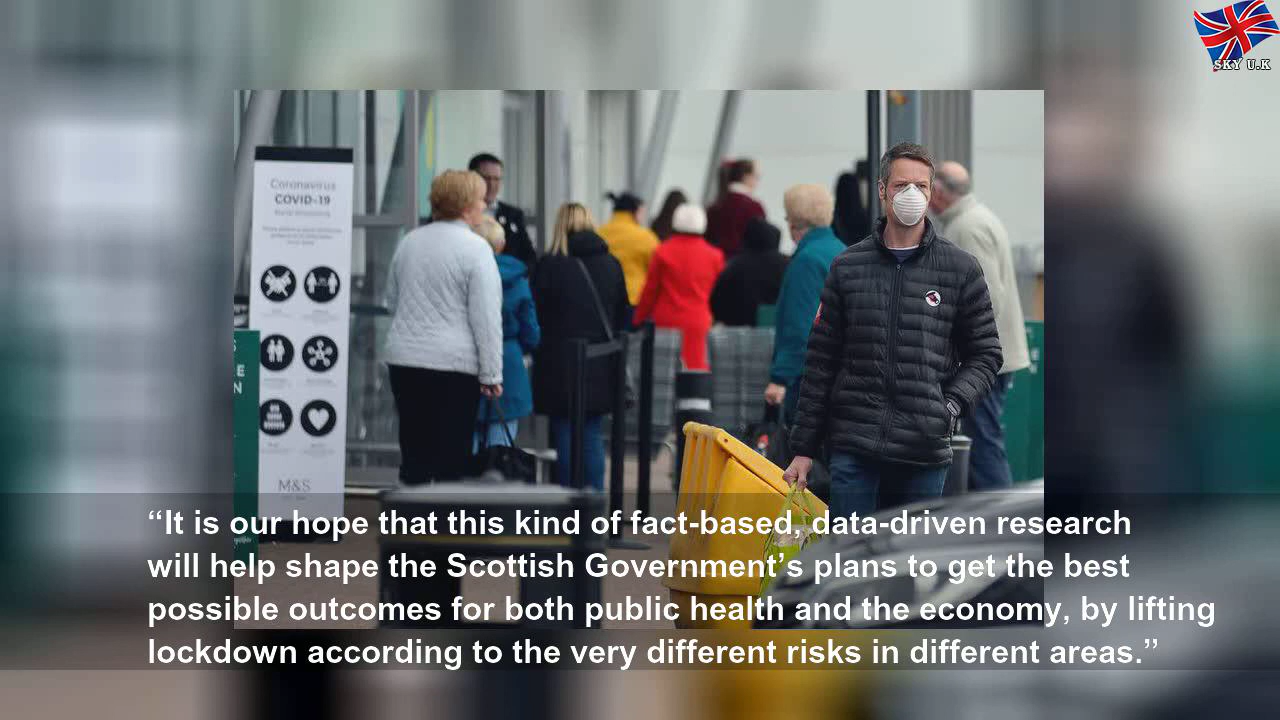 SKY U.K
Coronavirus
COVID-19
M&S
E
N
“It is our hope that this kind of fact-based, data-driven research
will help shape the Scottish Government’s plans to get the best
possible outcomes for both public health and the economy, by lifting
lockdown according to the very different risks in different areas.”